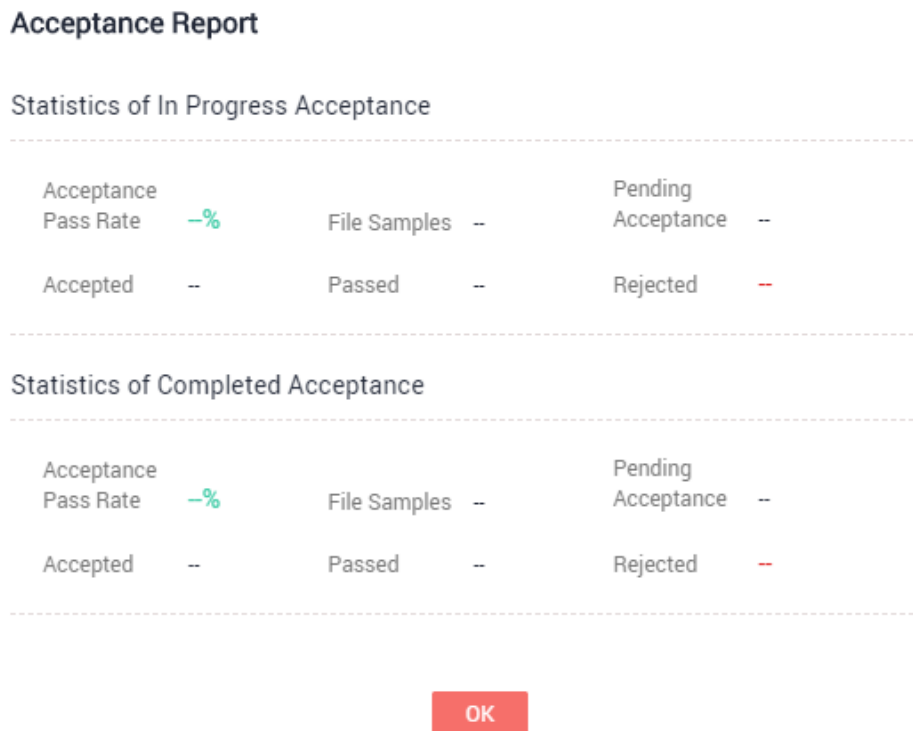 Acceptance Report
Statistics of In Progress Acceptance
Acceptance
Pass Rate --% File Samples --
Pending
Acceptance --
Accepted -- Passed -- Rejected --
Statistics of Completed Acceptance
Acceptance
Pass Rate --% File Samples --
Pending
Acceptance --
Accepted -- Passed -- Rejected --
OK